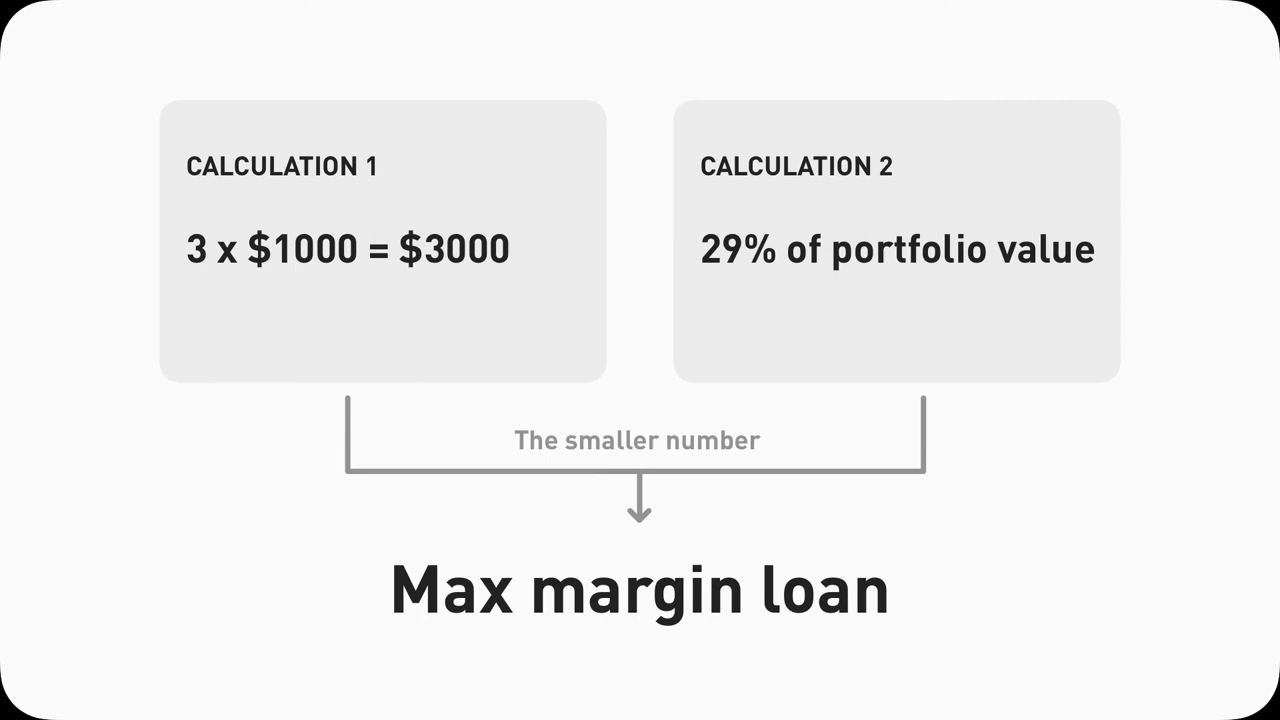 CALCULATION 1
3 x $1000 = $3000
CALCULATION 2
29% of portfolio value
The smaller number
Max margin loan